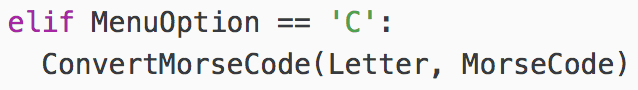 elif MenuOption == 'C':
  ConvertMorseCode(Letter, MorseCode)